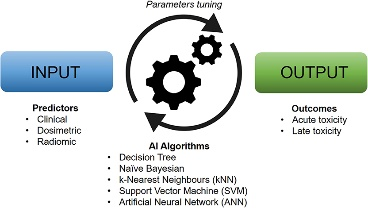 Parameters tuning
INPUT
OUTPUT
Predictors
• Clinical
• Dosimetric
• Radiomic
AI Algorithms
• Decision Tree
• Naïve Bayesian
• k-Nearest Neighbours (kNN)
• Support Vector Machine (SVM)
• Artificial Neural Network (ANN)
Outcomes
• Acute toxicity
• Late toxicity